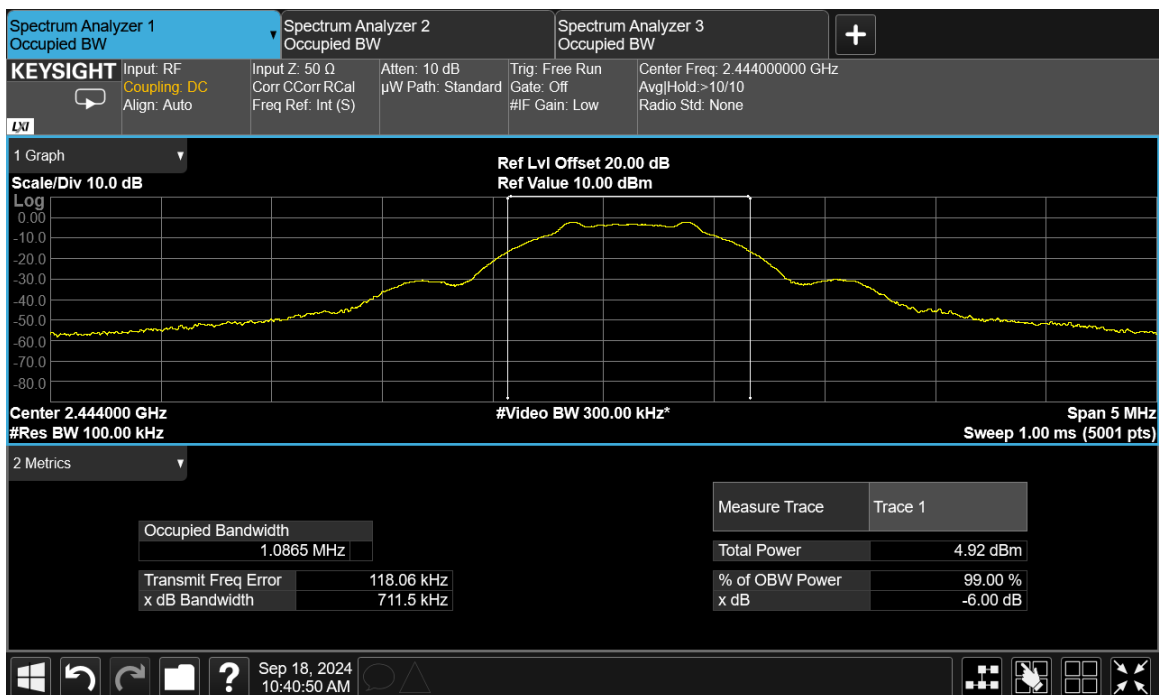 Spectrum Analyzer 1
Occupied BW
Spectrum Analyzer 2
Occupied BW
Spectrum Analyzer 3
Occupied BW
KEYSIGHT
LXI
Input: RF
Coupling: DC
Align: Auto
Input Z: 50 Ω
Corr CCorr RCal
Freq Ref: Int (S)
Atten: 10 dB
µW Path: Standard
Trig: Free Run
Gate: Off
#IF Gain: Low
Center Freq: 2.444000000 GHz
Avg|Hold:>10/10
Radio Std: None
1 Graph
Scale/Div 10.0 dB
Ref Lvl Offset 20.00 dB
Ref Value 10.00 dBm
Log
0.00
-10.0
-20.0
-30.0
-40.0
-50.0
-60.0
-70.0
-80.0
Center 2.444000 GHz
#Res BW 100.00 kHz
#Video BW 300.00 kHz*
Span 5 MHz
Sweep 1.00 ms (5001 pts)
2 Metrics
Occupied Bandwidth
1.0865 MHz
Transmit Freq Error 118.06 kHz
x dB Bandwidth 711.5 kHz
Measure Trace Trace 1
Total Power 4.92 dBm
% of OBW Power 99.00 %
x dB -6.00 dB
?
Sep 18, 2024
10:40:50 AM